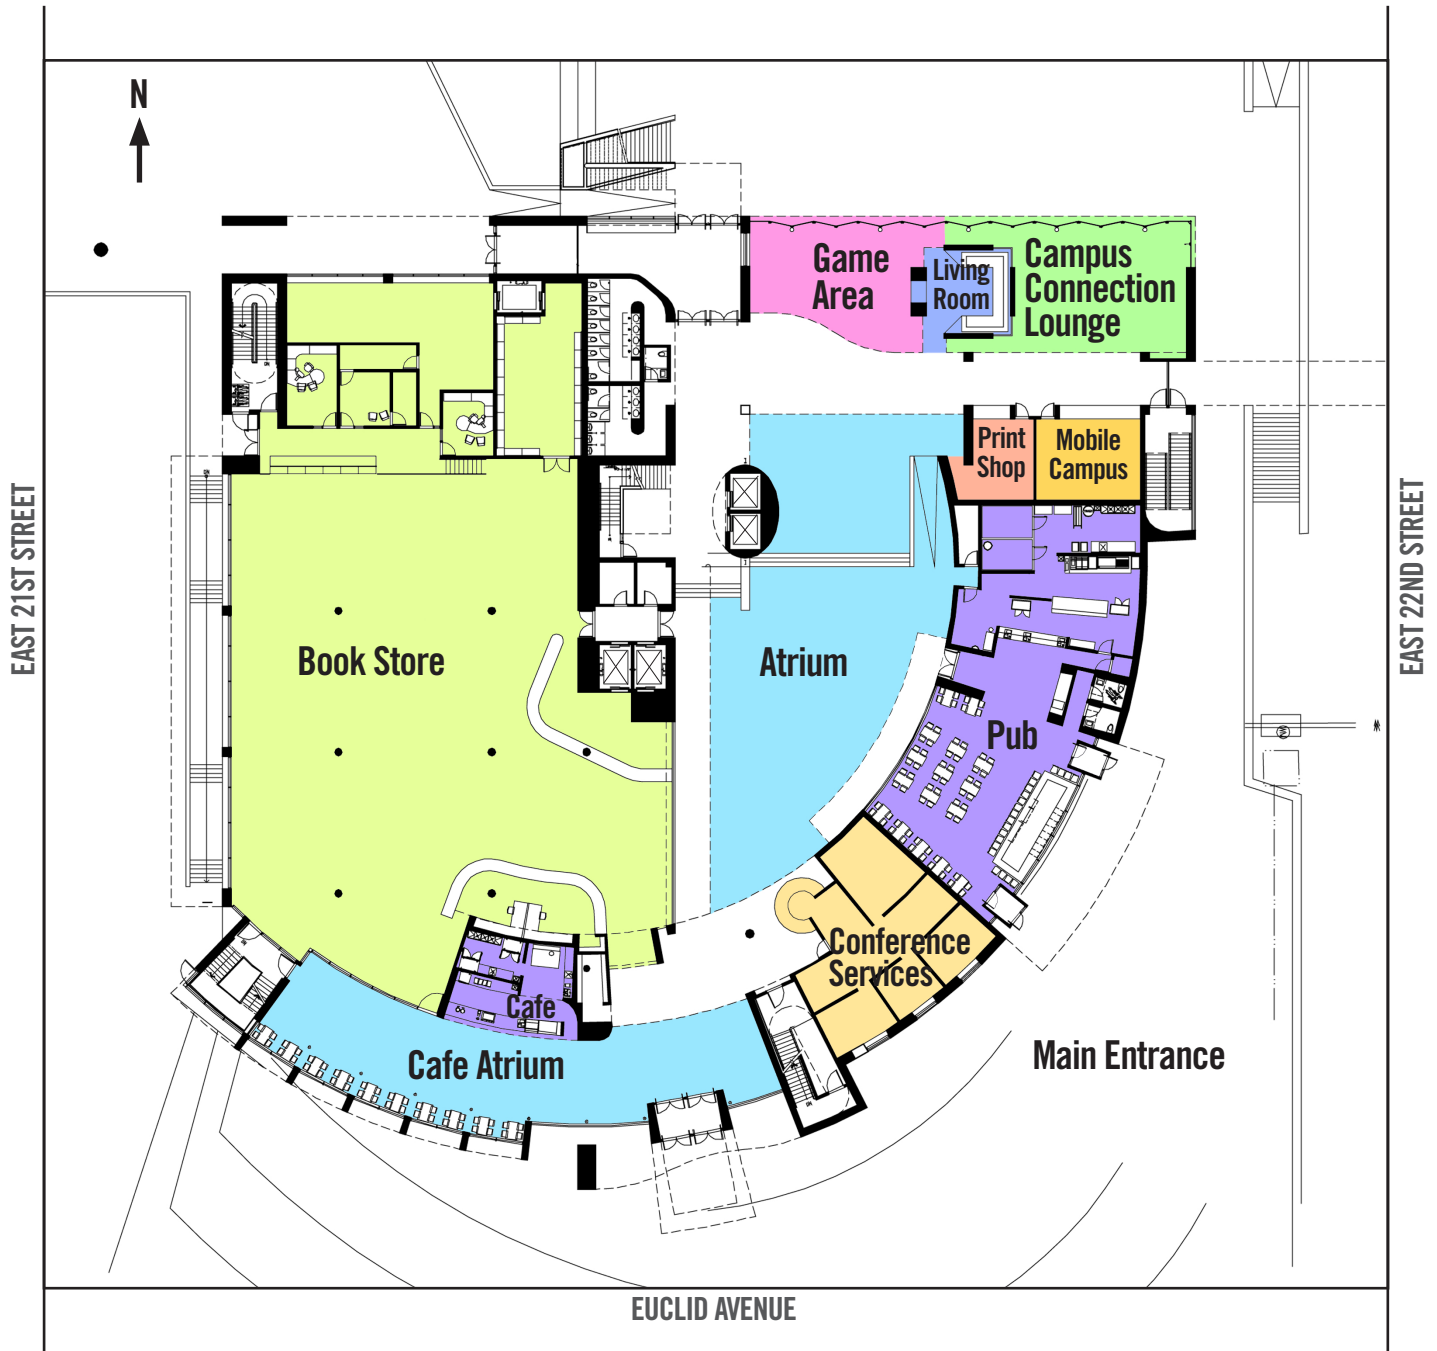 N
Game
Area
Living
Room
Campus
Connection
Lounge
Print
Shop
Mobile
Campus
EAST 21ST STREET
EAST 22ND STREET
Book Store
Atrium
Pub
Conference
Services
Cafe
Cafe Atrium
Main Entrance
EUCLID AVENUE